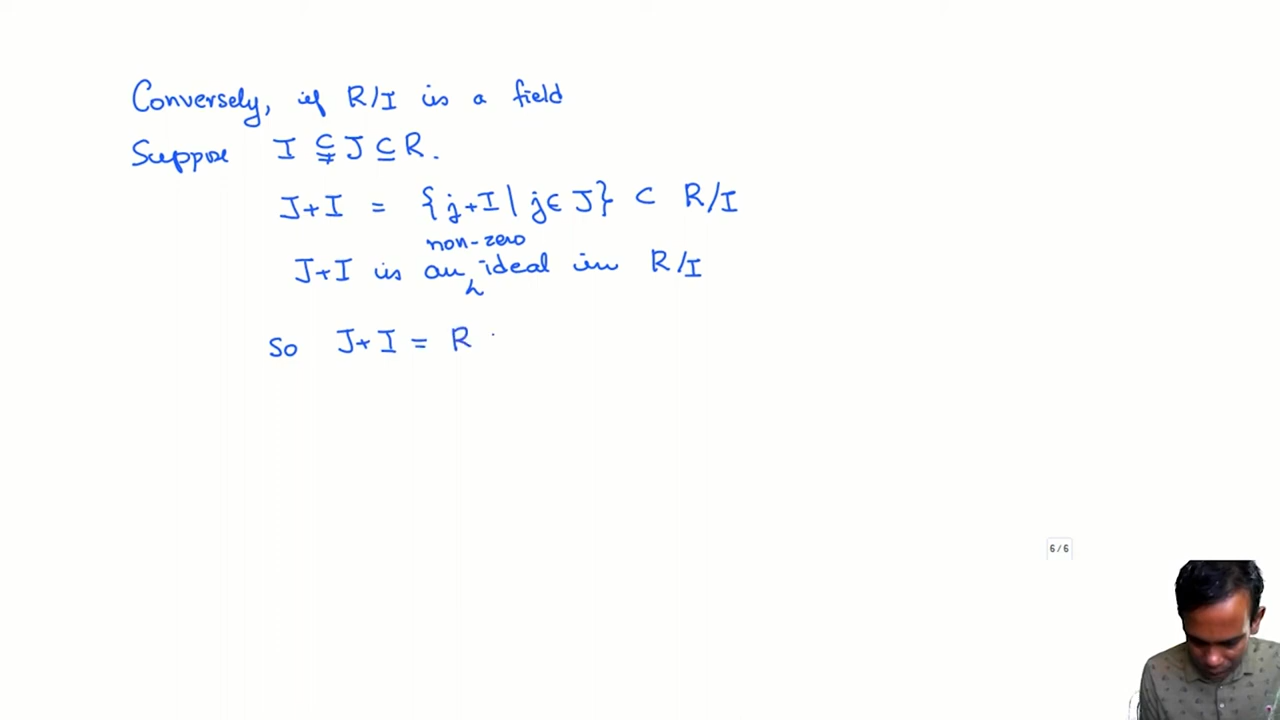 Conversely, if R/I is a field
Suppose I ⊊ J ⊆ R.
J+I = {j+I | j∈J} ⊂ R/I
non-zero
J+I is an ideal in R/I
So J+I = R
6/6